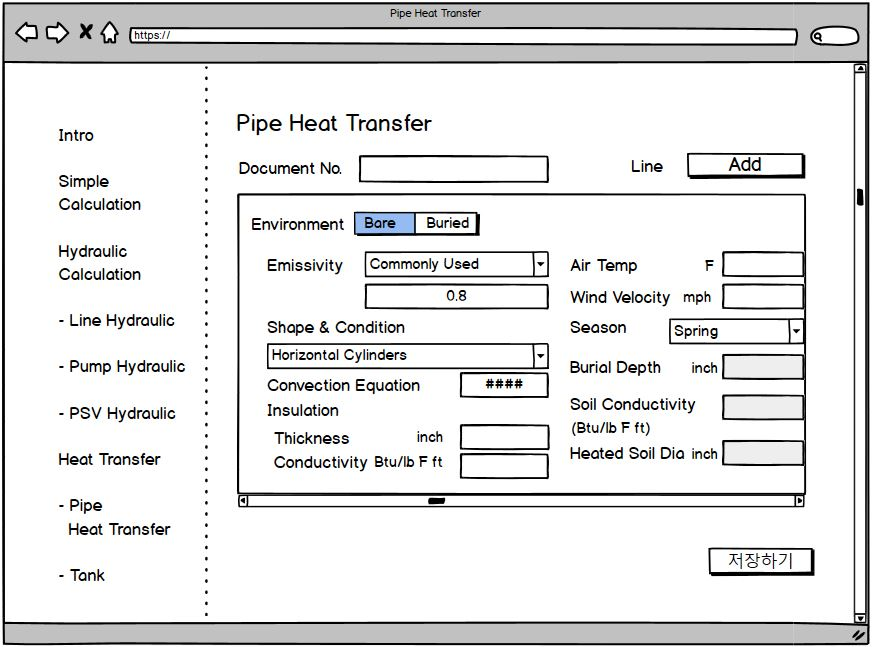 Pipe Heat Transfer
https://
Intro
Simple
Calculation
Hydraulic
Calculation
- Line Hydraulic
- Pump Hydraulic
- PSV Hydraulic
Heat Transfer
- Pipe
Heat Transfer
- Tank
Pipe Heat Transfer
Document No.
Line
Add
Environment
Bare
Buried
Emissivity
Commonly Used
0.8
Shape & Condition
Horizontal Cylinders
Convection Equation
####
Insulation
Thickness inch
Conductivity Btu/lb F ft
Air Temp F
Wind Velocity mph
Season
Spring
Burial Depth inch
Soil Conductivity
(Btu/lb F ft)
Heated Soil Dia inch
저장하기